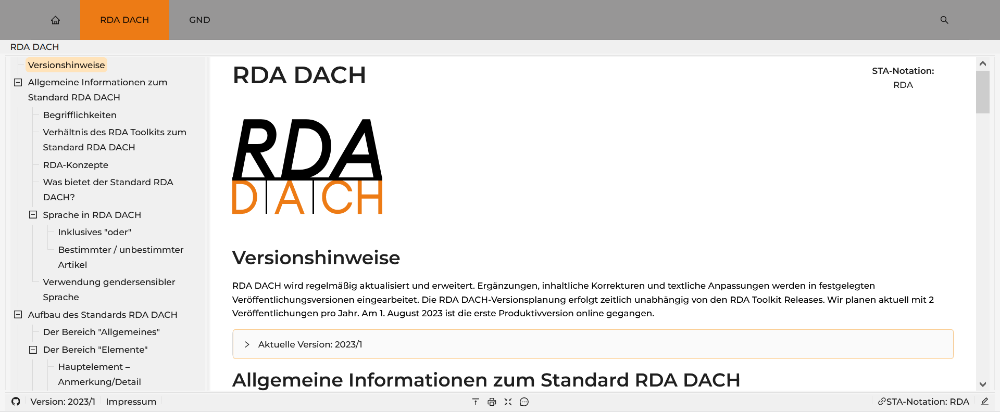 RDA DACH
GND
RDA DACH
Versionshinweise
Allgemeine Informationen zum
Standard RDA DACH
Begrifflichkeiten
Verhältnis des RDA Toolkits zum
Standard RDA DACH
RDA-Konzepte
Was bietet der Standard RDA
DACH?
Sprache in RDA DACH
Inklusives "oder"
Bestimmter / unbestimmter
Artikel
Verwendung gendersensibler
Sprache
Aufbau des Standards RDA DACH
Der Bereich "Allgemeines"
Der Bereich "Elemente"
Hauptelement –
Anmerkung/Detail
RDA DACH
STA-Notation:
RDA
RDA
D|A|CH
Versionshinweise
RDA DACH wird regelmäßig aktualisiert und erweitert. Ergänzungen, inhaltliche Korrekturen und textliche Anpassungen werden in festgelegten
Veröffentlichungsversionen eingearbeitet. Die RDA DACH-Versionsplanung erfolgt zeitlich unabhängig von den RDA Toolkit Releases. Wir planen aktuell mit 2
Veröffentlichungen pro Jahr. Am 1. August 2023 ist die erste Produktivversion online gegangen.
Aktuelle Version: 2023/1
Allgemeine Informationen zum Standard RDA DACH
Version: 2023/1
Impressum
STA-Notation: RDA